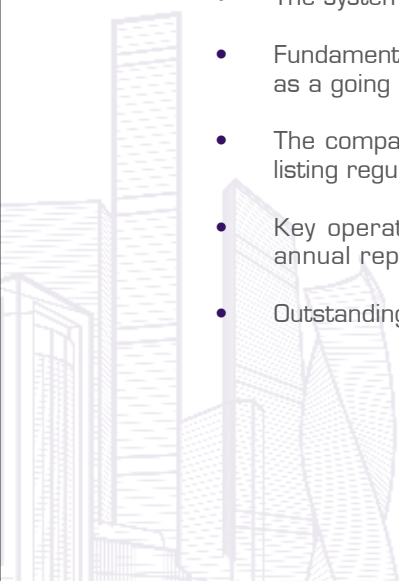 The system
• Fundament
as a going
• The compa
listing regu
• Key operat
annual rep
• Outstanding